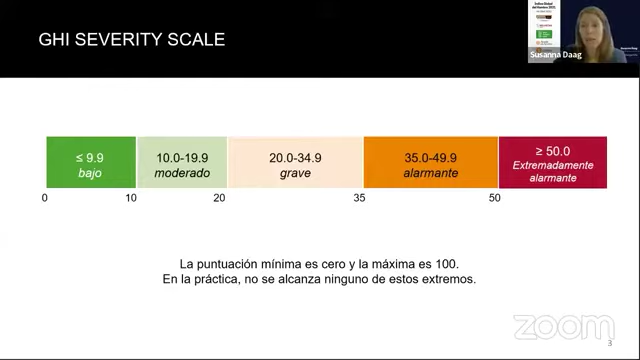 GHI SEVERITY SCALE
Susanna Daag
≤ 9.9
bajo
10.0-19.9
moderado
20.0-34.9
grave
35.0-49.9
alarmante
≥ 50.0
Extremadamente
alarmante
0
10
20
35
50
La puntuación mínima es cero y la máxima es 100.
En la práctica, no se alcanza ninguno de estos extremos.
zoom
3